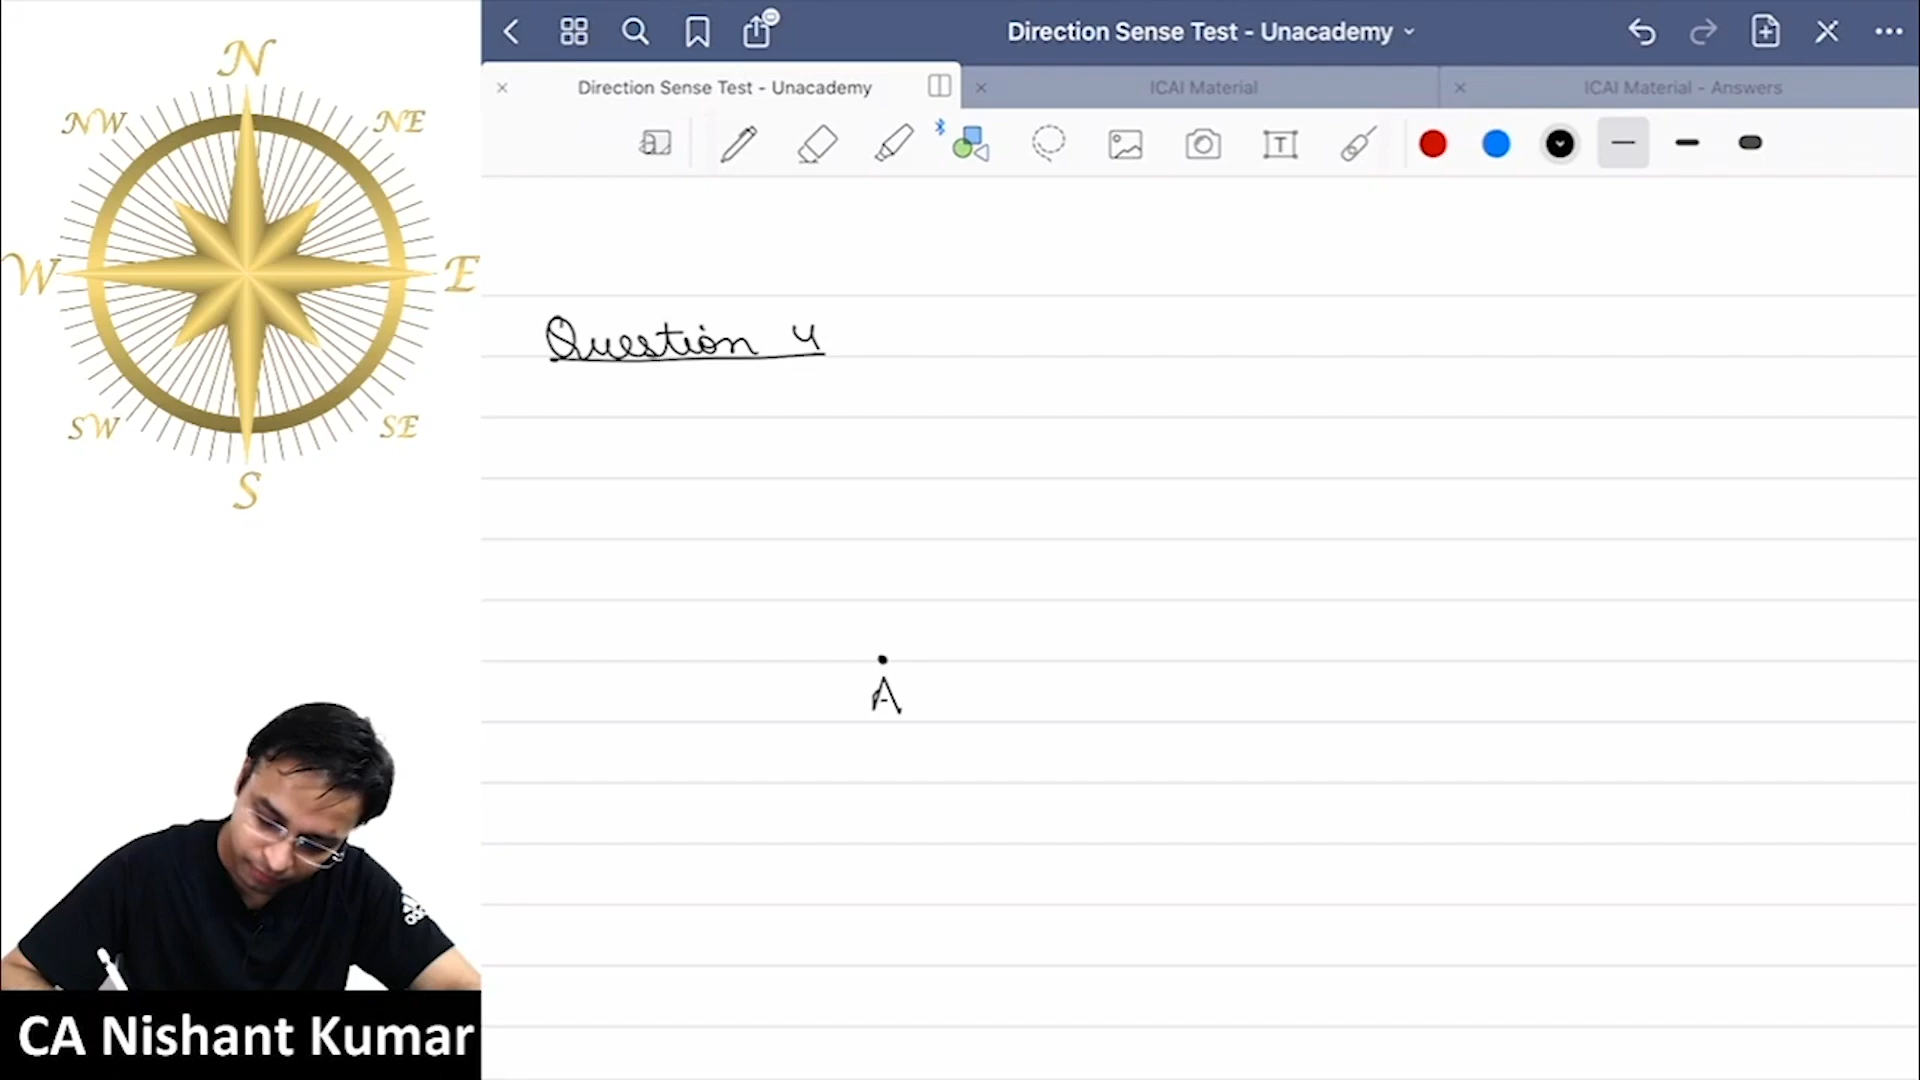 N
NW
NE
W
E
SW
SE
S
Direction Sense Test - Unacademy
Direction Sense Test - Unacademy
ICAI Material
ICAI Material - Answers
a
T
Question 4
A
CA Nishant Kumar